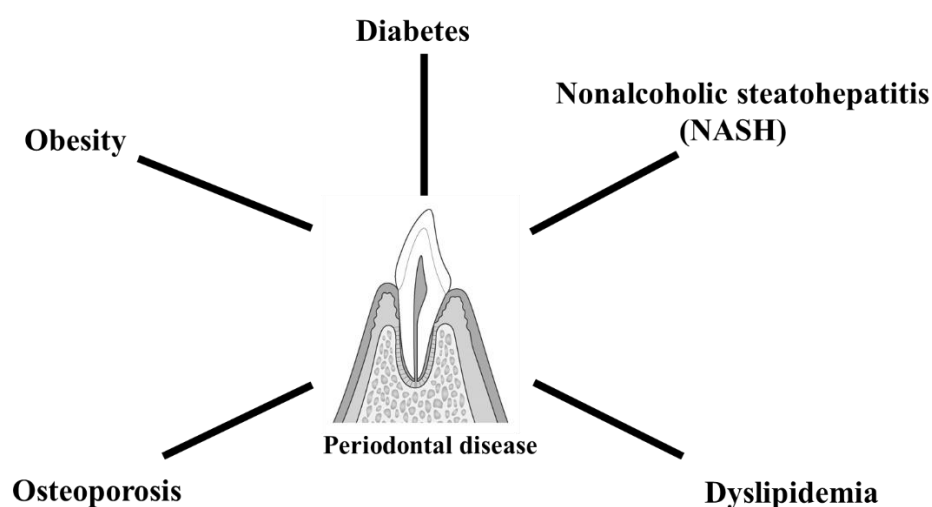 Diabetes
Nonalcoholic steatohepatitis
(NASH)
Obesity
Periodontal disease
Osteoporosis
Dyslipidemia